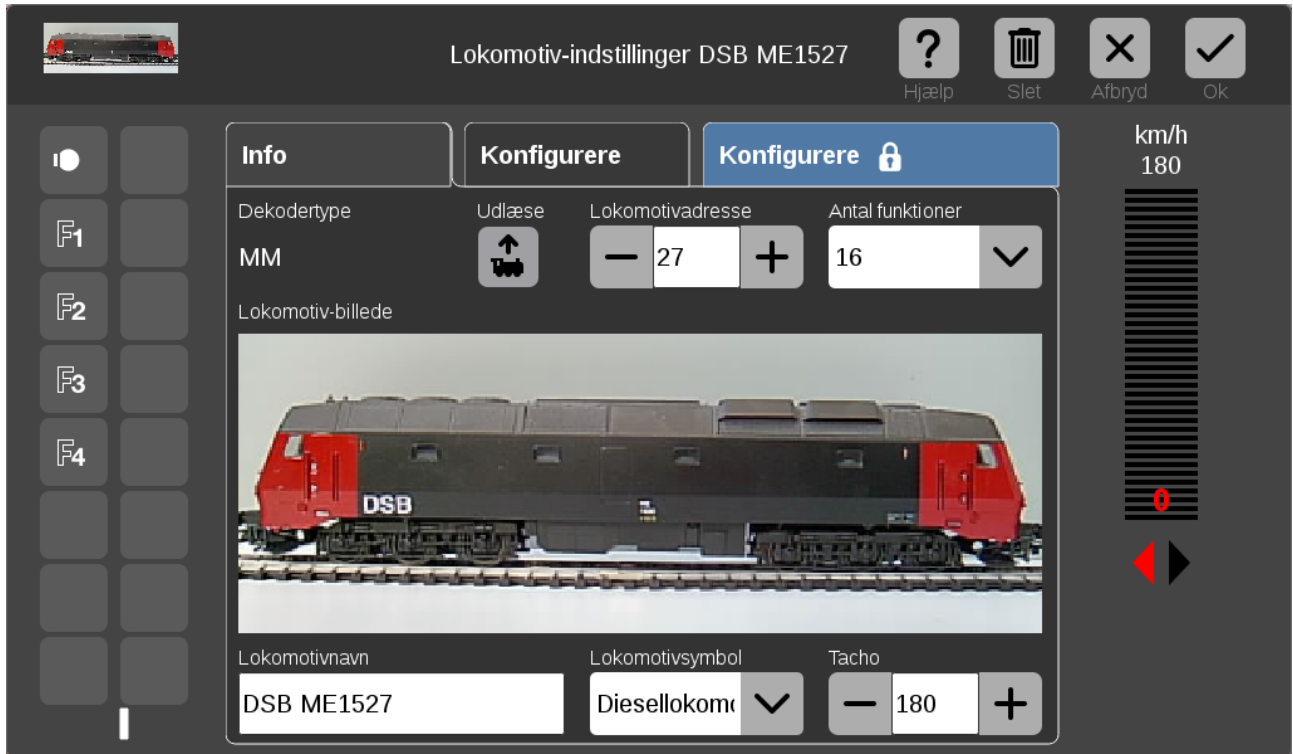 Lokomotiv-indstillinger DSB ME1527
?
Hjælp
Slet
Afbryd
Ok
Info
Konfigurere
Konfigurere
km/h
180
F1
F2
F3
F4
Dekodertype
Udlæse
Lokomotivadresse
Antal funktioner
MM
27
16
Lokomotiv-billede
DSB
0
Lokomotivnavn
Lokomotivsymbol
Tacho
DSB ME1527
Diesellokomo
180